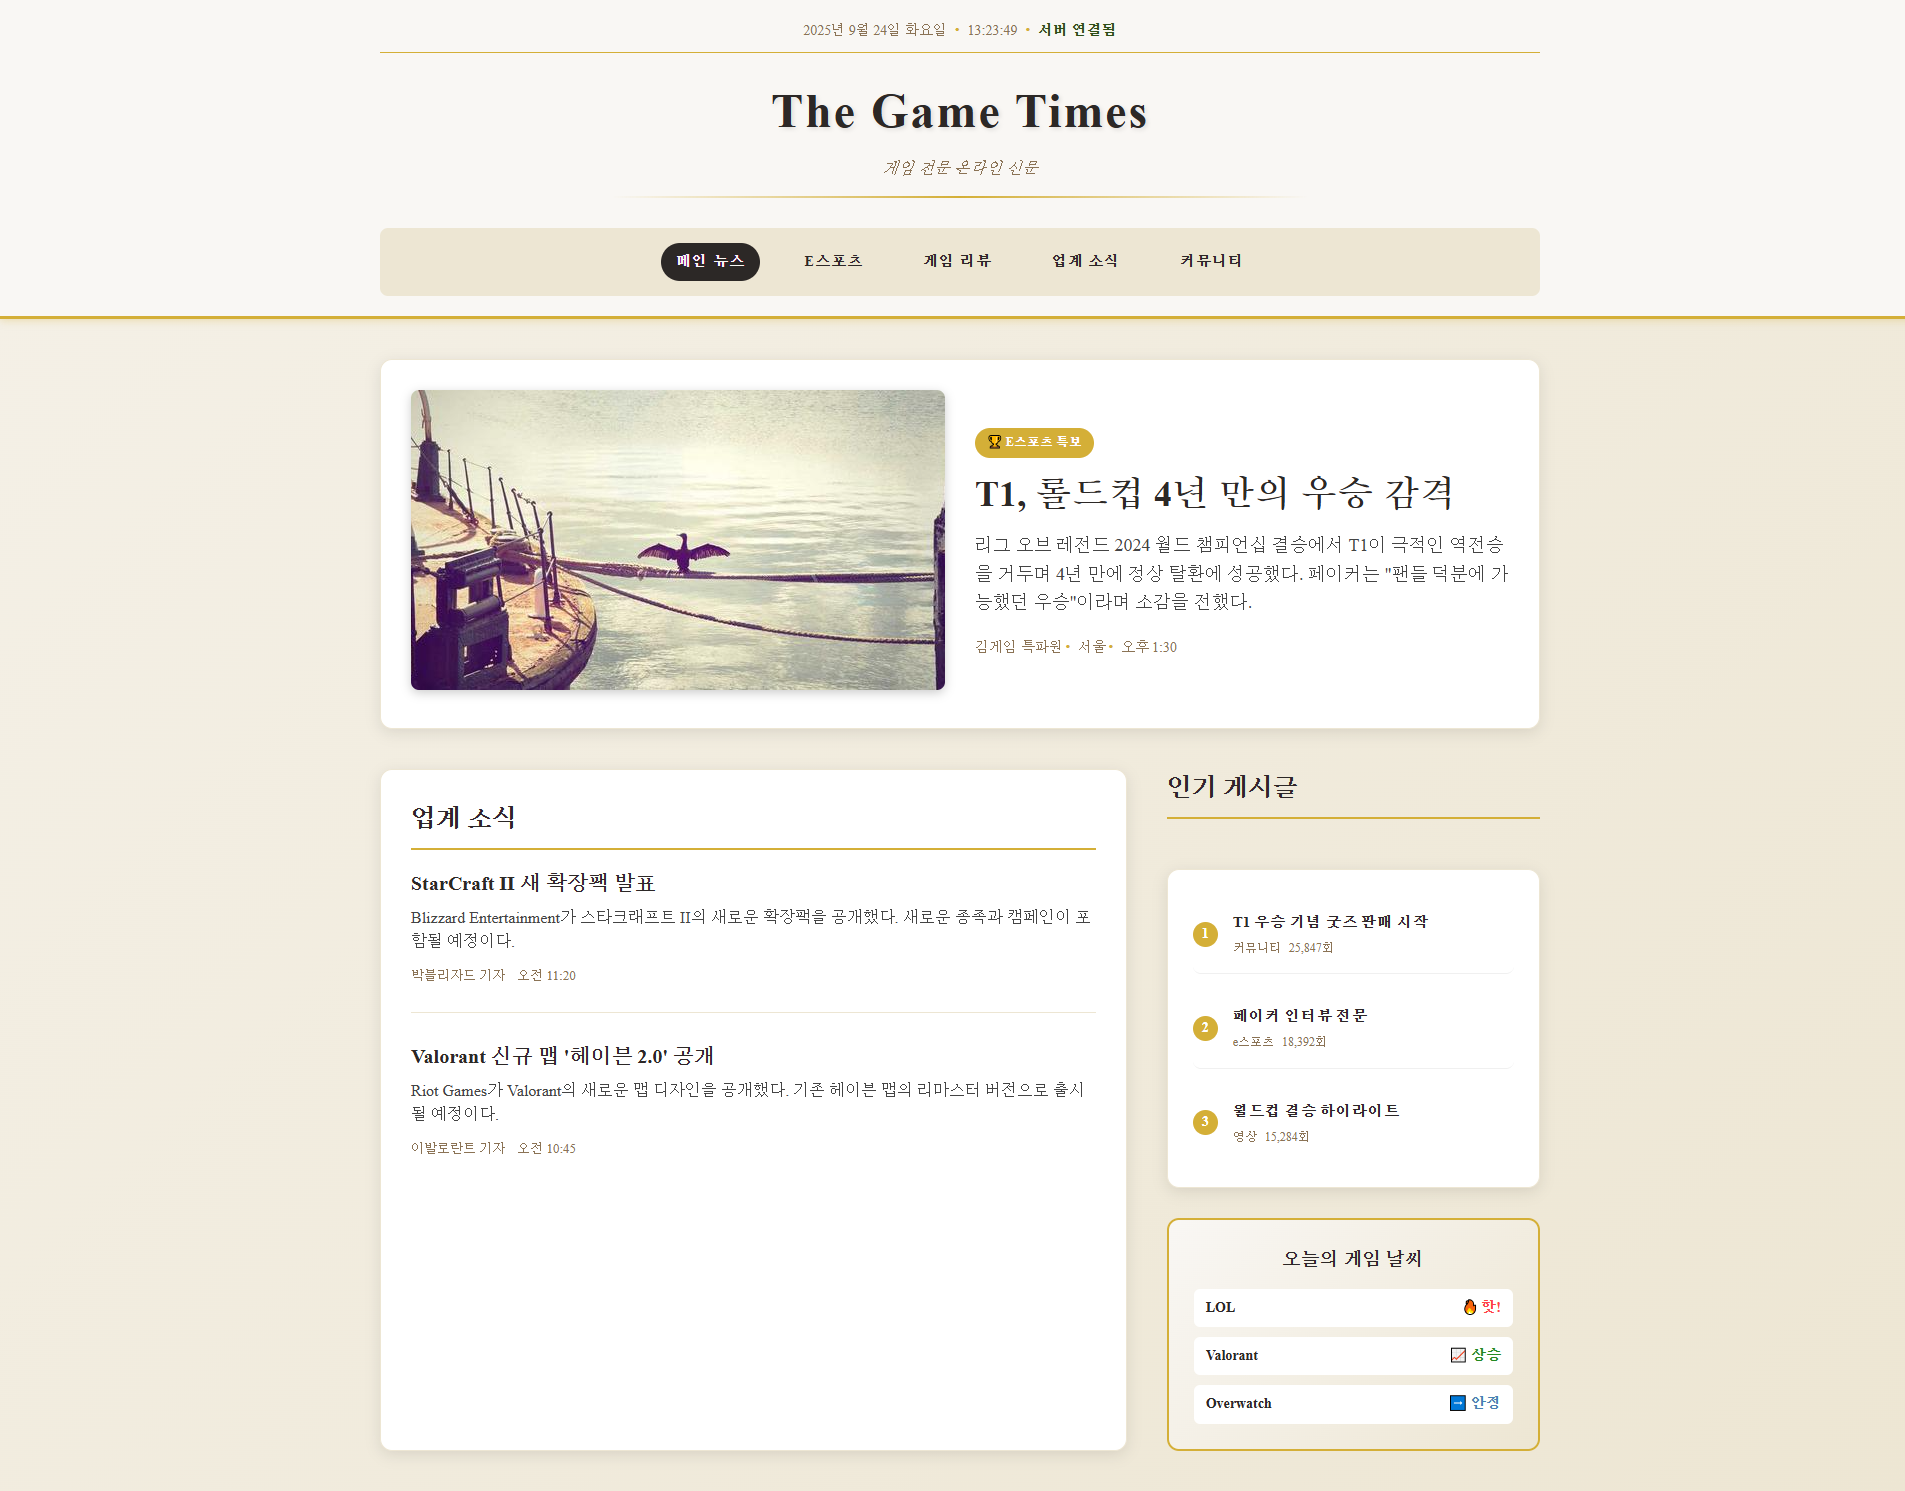 2025년 9월 24일 화요일 • 13:23:49 • 서버 연결됨
The Game Times
게임 전문 온라인 신문
메인 뉴스 E스포츠 게임 리뷰 업계 소식 커뮤니티
🏆 E스포츠 특보
T1, 롤드컵 4년 만의 우승 감격
리그 오브 레전드 2024 월드 챔피언십 결승에서 T1이 극적인 역전승
을 거두며 4년 만에 정상 탈환에 성공했다. 페이커는 "팬들 덕분에 가
능했던 우승"이라며 소감을 전했다.
김게임 특파원 • 서울 • 오후 1:30
업계 소식
StarCraft II 새 확장팩 발표
Blizzard Entertainment가 스타크래프트 II의 새로운 확장팩을 공개했다. 새로운 종족과 캠페인이 포
함될 예정이다.
박블리자드 기자 오전 11:20
Valorant 신규 맵 '헤이븐 2.0' 공개
Riot Games가 Valorant의 새로운 맵 디자인을 공개했다. 기존 헤이븐 맵의 리마스터 버전으로 출시
될 예정이다.
이발로란트 기자 오전 10:45
인기 게시글
1 T1 우승 기념 굿즈 판매 시작
커뮤니티 25,847회
2 페이커 인터뷰 전문
e스포츠 18,392회
3 월드컵 결승 하이라이트
영상 15,284회
오늘의 게임 날씨
LOL 🔥 핫!
Valorant 📈 상승
Overwatch ➡️ 안정